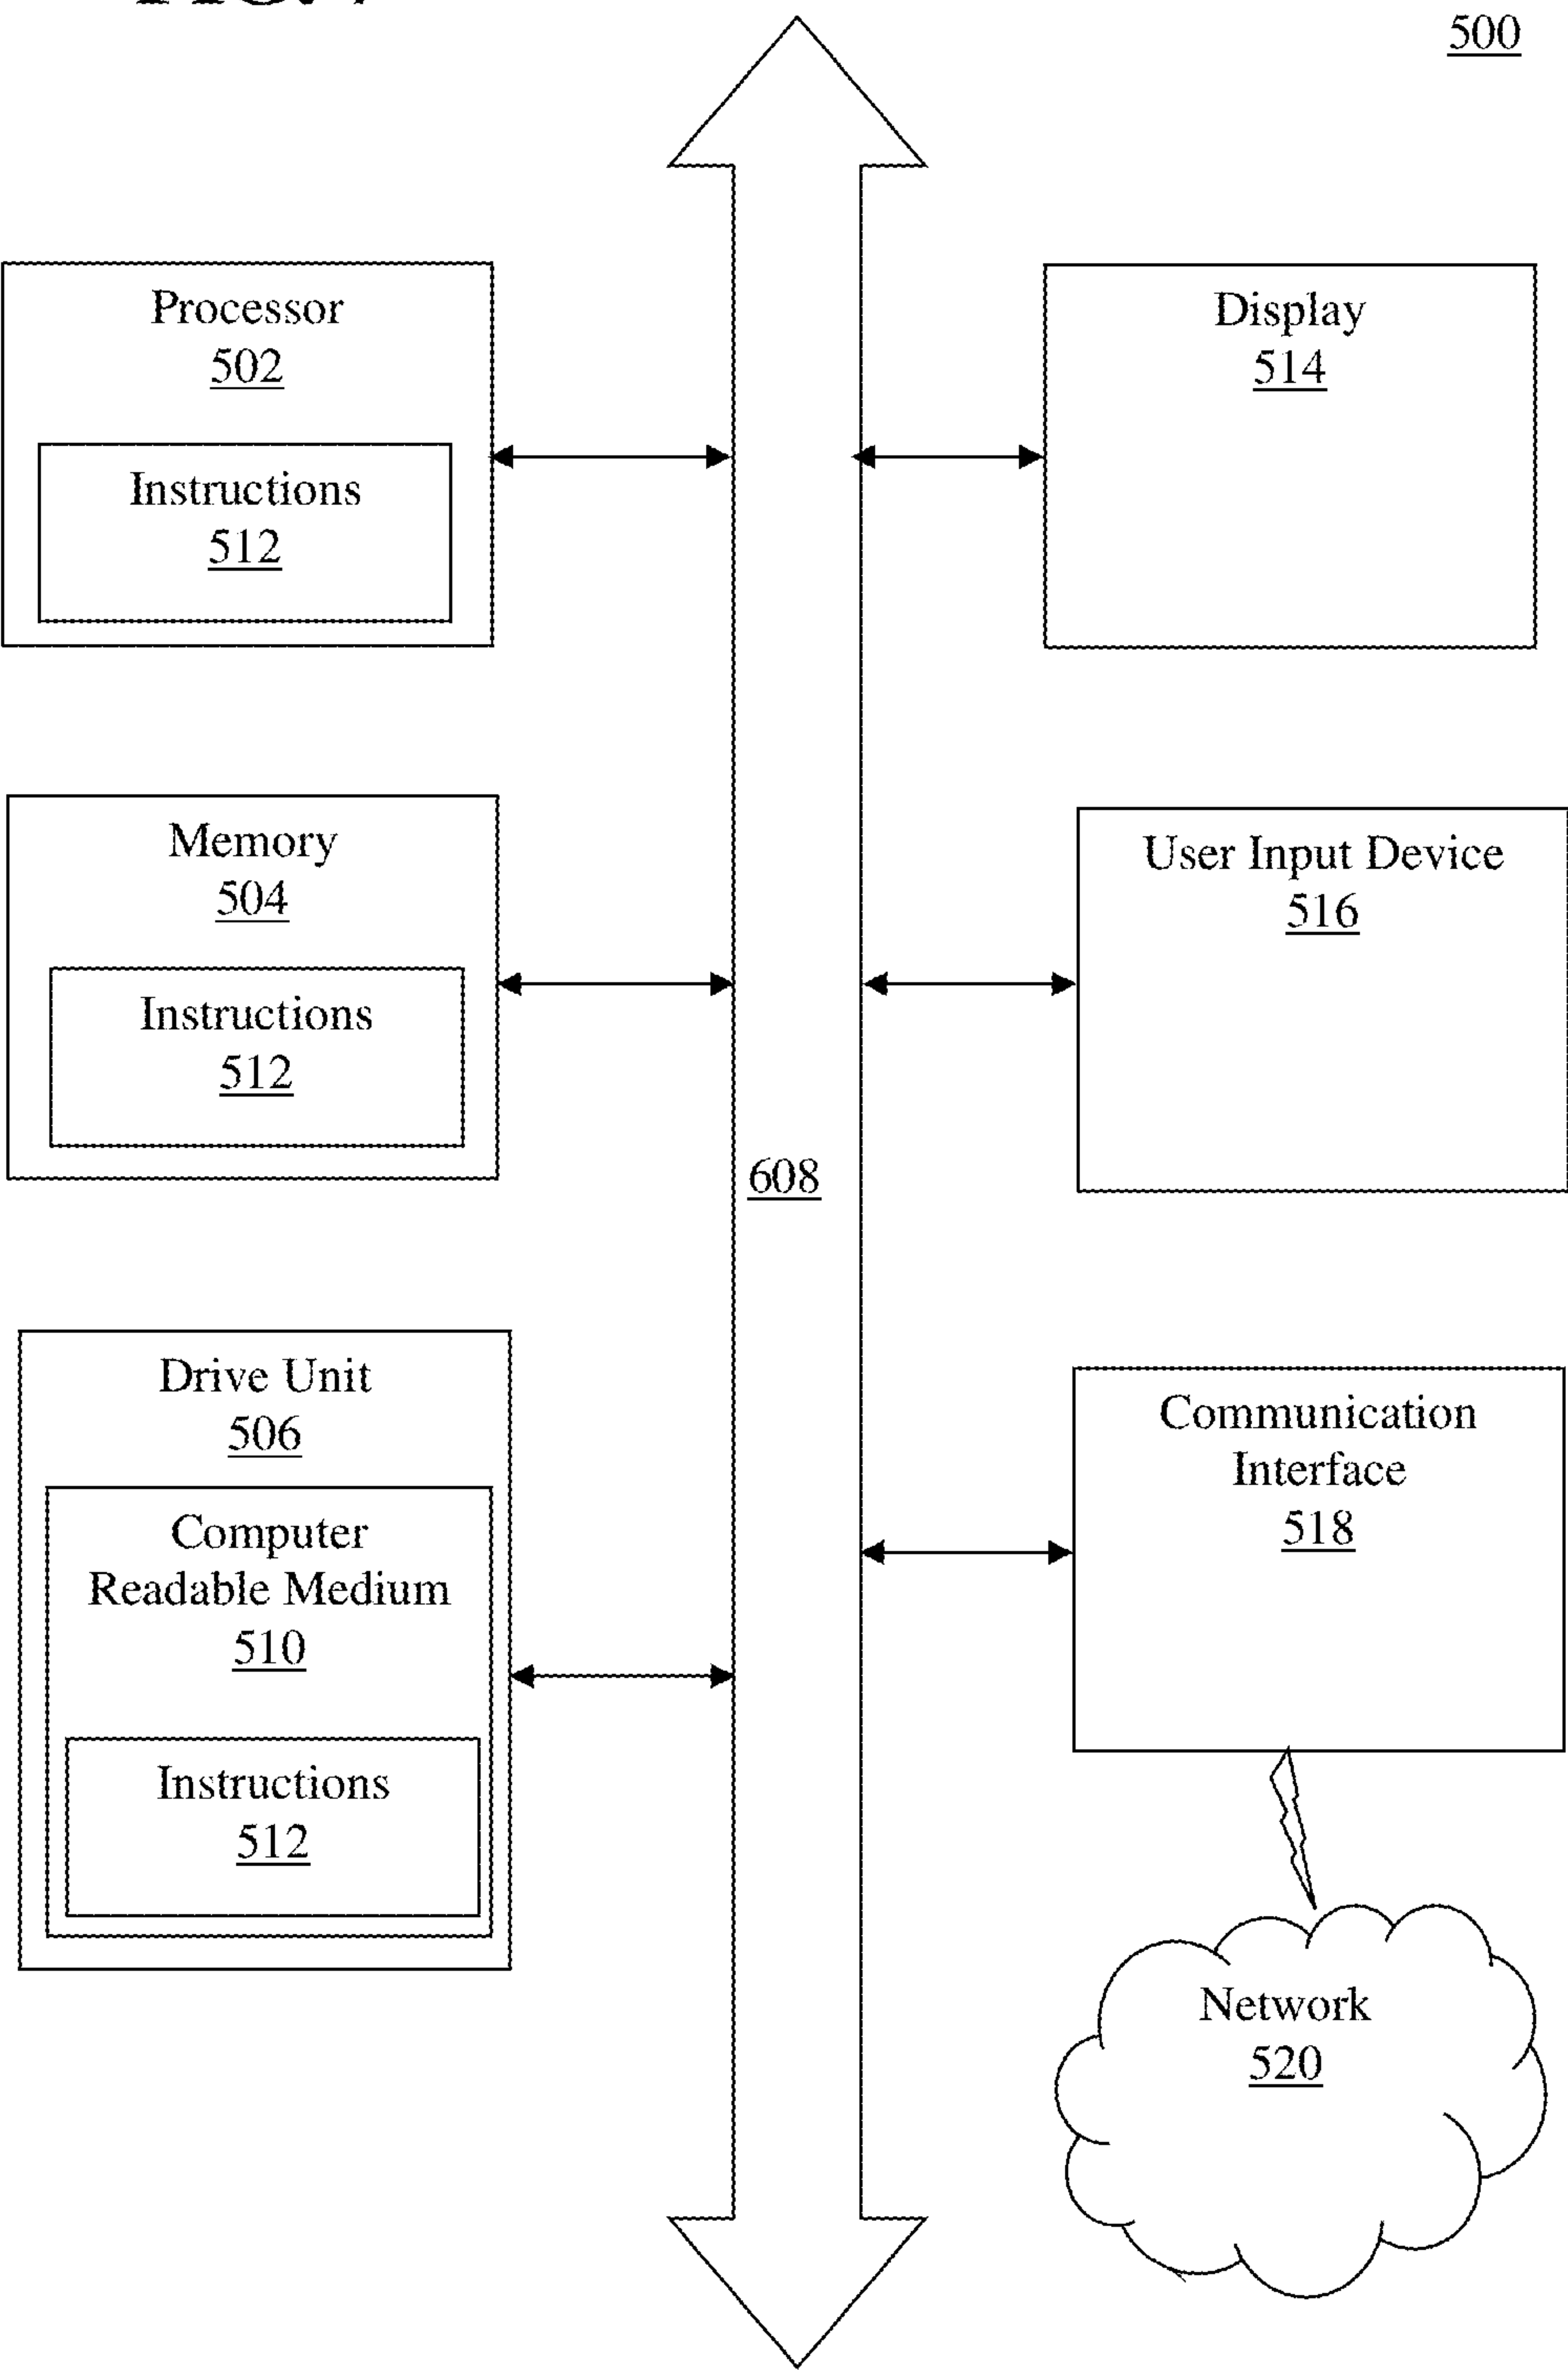 500
Processor
502
Instructions
512
Display
514
Memory
504
Instructions
512
User Input Device
516
608
Drive Unit
506
Computer
Readable Medium
510
Instructions
512
Communication
Interface
518
Network
520